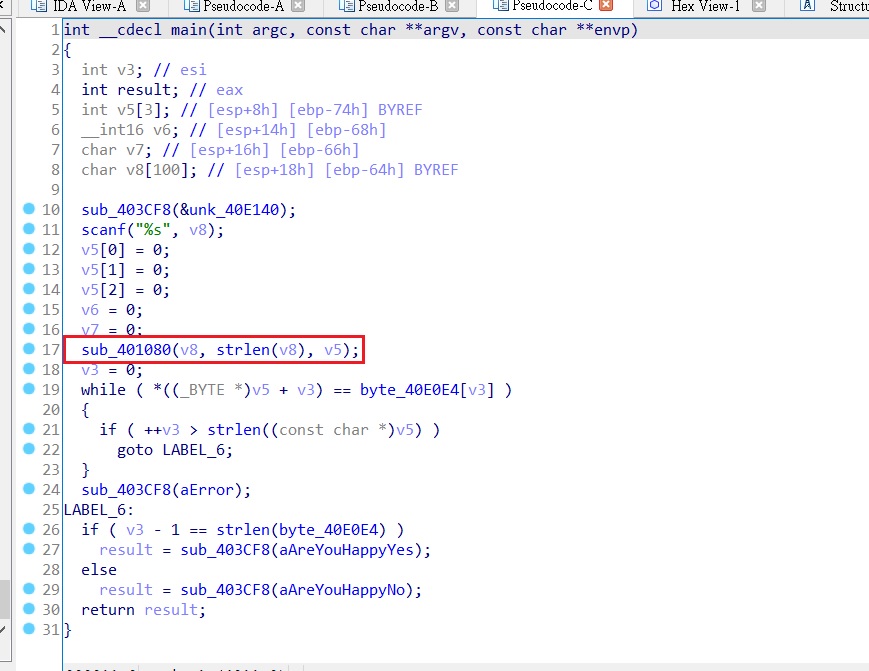 IDA View-A Pseudocode-A Pseudocode-B Pseudocode-C Hex View-1 Structu
1 int __cdecl main(int argc, const char **argv, const char **envp)
2 {
3 int v3; // esi
4 int result; // eax
5 int v5[3]; // [esp+8h] [ebp-74h] BYREF
6 __int16 v6; // [esp+14h] [ebp-68h]
7 char v7; // [esp+16h] [ebp-66h]
8 char v8[100]; // [esp+18h] [ebp-64h] BYREF
9
10 sub_403CF8(&unk_40E140);
11 scanf("%s", v8);
12 v5[0] = 0;
13 v5[1] = 0;
14 v5[2] = 0;
15 v6 = 0;
16 v7 = 0;
17 sub_401080(v8, strlen(v8), v5);
18 v3 = 0;
19 while ( *((_BYTE *)v5 + v3) == byte_40E0E4[v3] )
20 {
21 if ( ++v3 > strlen((const char *)v5) )
22 goto LABEL_6;
23 }
24 sub_403CF8(aError);
25 LABEL_6:
26 if ( v3 - 1 == strlen(byte_40E0E4) )
27 result = sub_403CF8(aAreYouHappyYes);
28 else
29 result = sub_403CF8(aAreYouHappyNo);
30 return result;
31 }